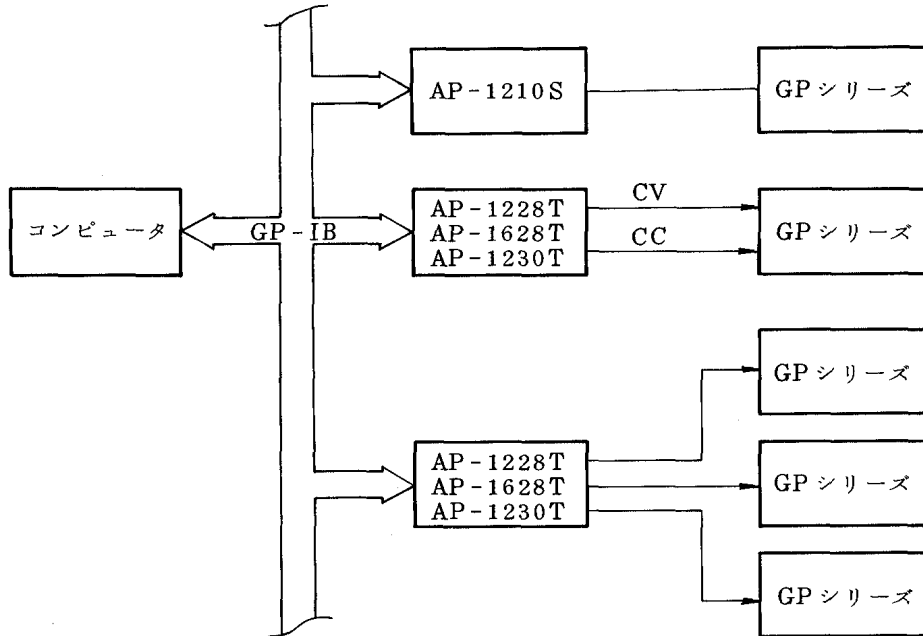 AP-1210S
GPシリーズ
コンピュータ
GP-IB
AP-1228T
AP-1628T
AP-1230T
CV
CC
GPシリーズ
GPシリーズ
AP-1228T
AP-1628T
AP-1230T
GPシリーズ
GPシリーズ